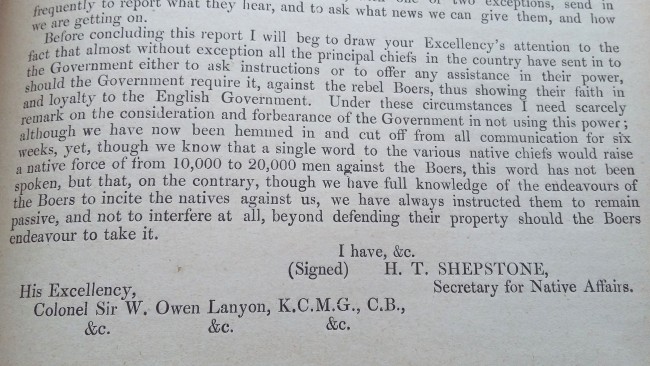 frequently to report what they hear, and to ask what news we can give them, and how
we are getting on.
Before concluding this report I will beg to draw your Excellency's attention to the
fact that almost without exception all the principal chiefs in the country have sent in to
the Government either to ask instructions or to offer any assistance in their power,
should the Government require it, against the rebel Boers, thus showing their faith in
and loyalty to the English Government. Under these circumstances I need scarcely
remark on the consideration and forbearance of the Government in not using this power;
although we have now been hemmed in and cut off from all communication for six
weeks, yet, though we know that a single word to the various native chiefs would raise
a native force of from 10,000 to 20,000 men against the Boers, this word has not been
spoken, but that, on the contrary, though we have full knowledge of the endeavours of
the Boers to incite the natives against us, we have always instructed them to remain
passive, and not to interfere at all, beyond defending their property should the Boers
endeavour to take it.
I have, &c.
(Signed) H. T. SHEPSTONE,
His Excellency, Secretary for Native Affairs.
Colonel Sir W. Owen Lanyon, K.C.M.G., C.B.,
&c. &c. &c.